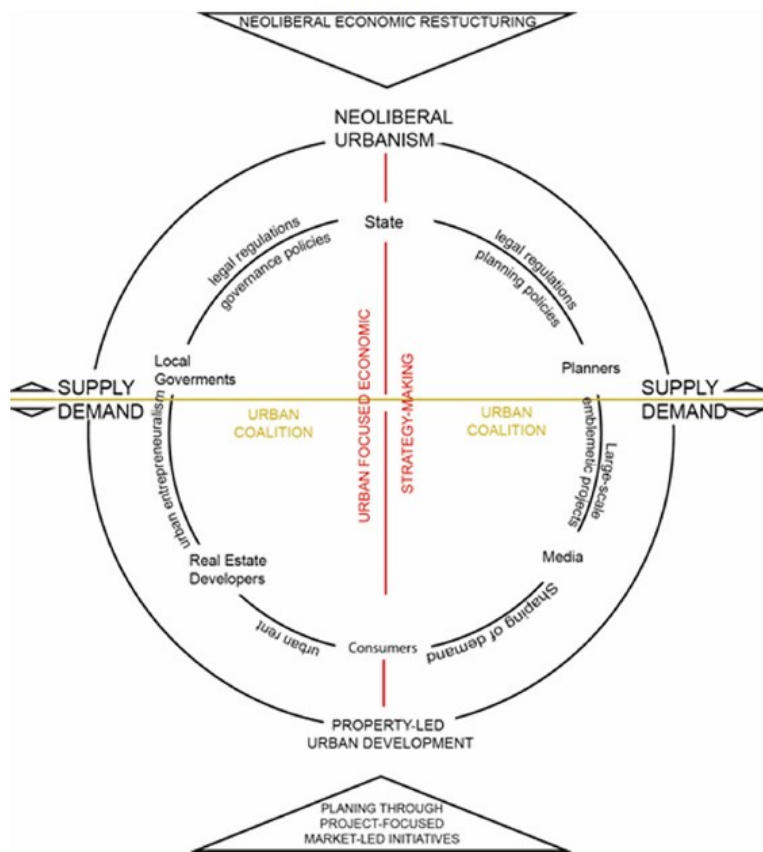 NEOLIBERAL ECONOMIC RESTUCTURING
NEOLIBERAL
URBANISM
State
legal regulations
governance policies
legal regulations
planning policies
Local
Goverments
Planners
SUPPLY
DEMAND
SUPPLY
DEMAND
URBAN
COALITION
URBAN
COALITION
URBAN FOCUSED ECONOMIC
STRATEGY-MAKING
urban entrepreneuralism
Large-scale
emblemetic projects
Real Estate
Developers
Media
urban rent
Shaping of demand
Consumers
PROPERTY-LED
URBAN DEVELOPMENT
PLANING THROUGH
PROJECT-FOCUSED
MARKET-LED INITIATIVES